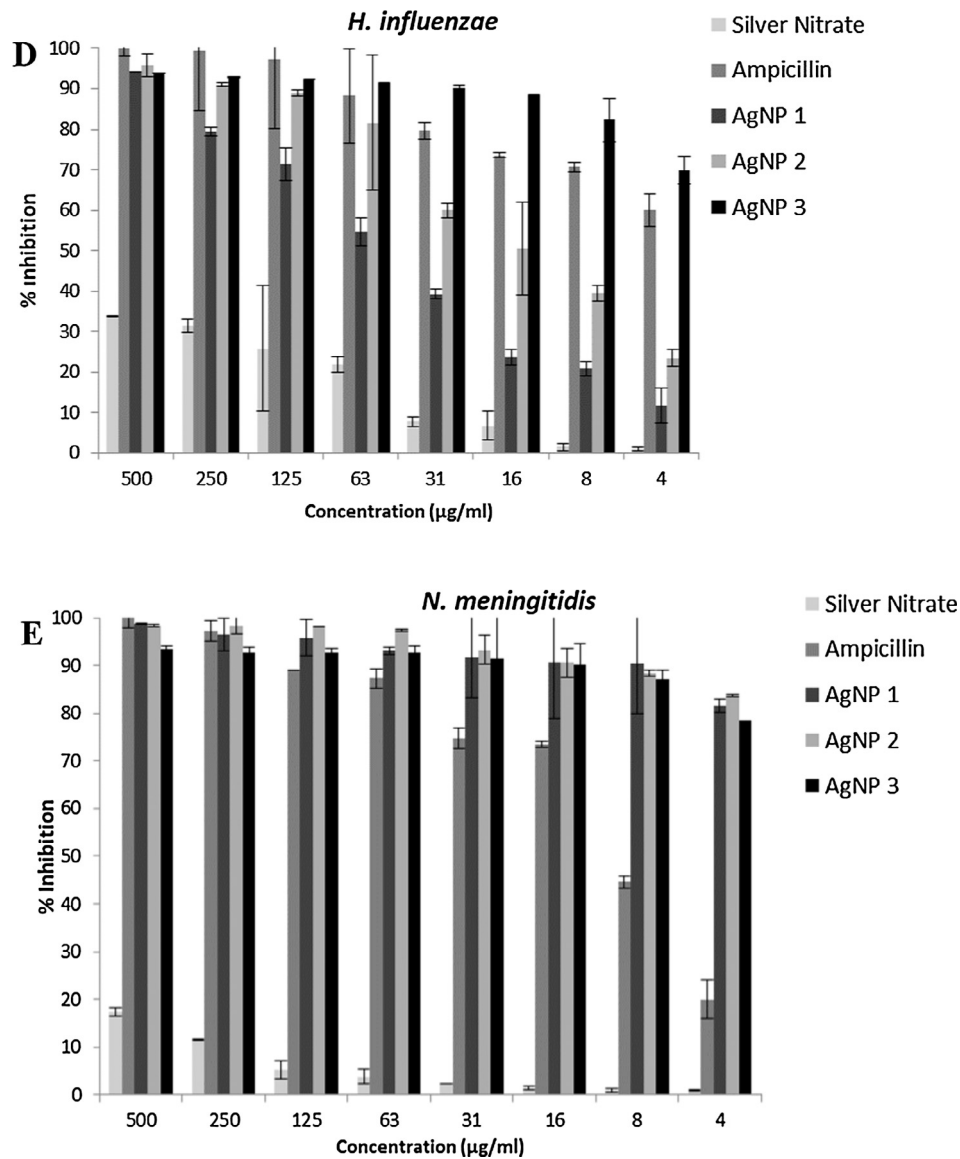 H. influenzae
D
% Inhibition
100
90
80
70
60
50
40
30
20
10
0
500 250 125 63 31 16 8 4
Concentration (µg/ml)
Silver Nitrate
Ampicillin
AgNP 1
AgNP 2
AgNP 3
N. meningitidis
E
% Inhibition
100
90
80
70
60
50
40
30
20
10
0
500 250 125 63 31 16 8 4
Concentration (µg/ml)
Silver Nitrate
Ampicillin
AgNP 1
AgNP 2
AgNP 3